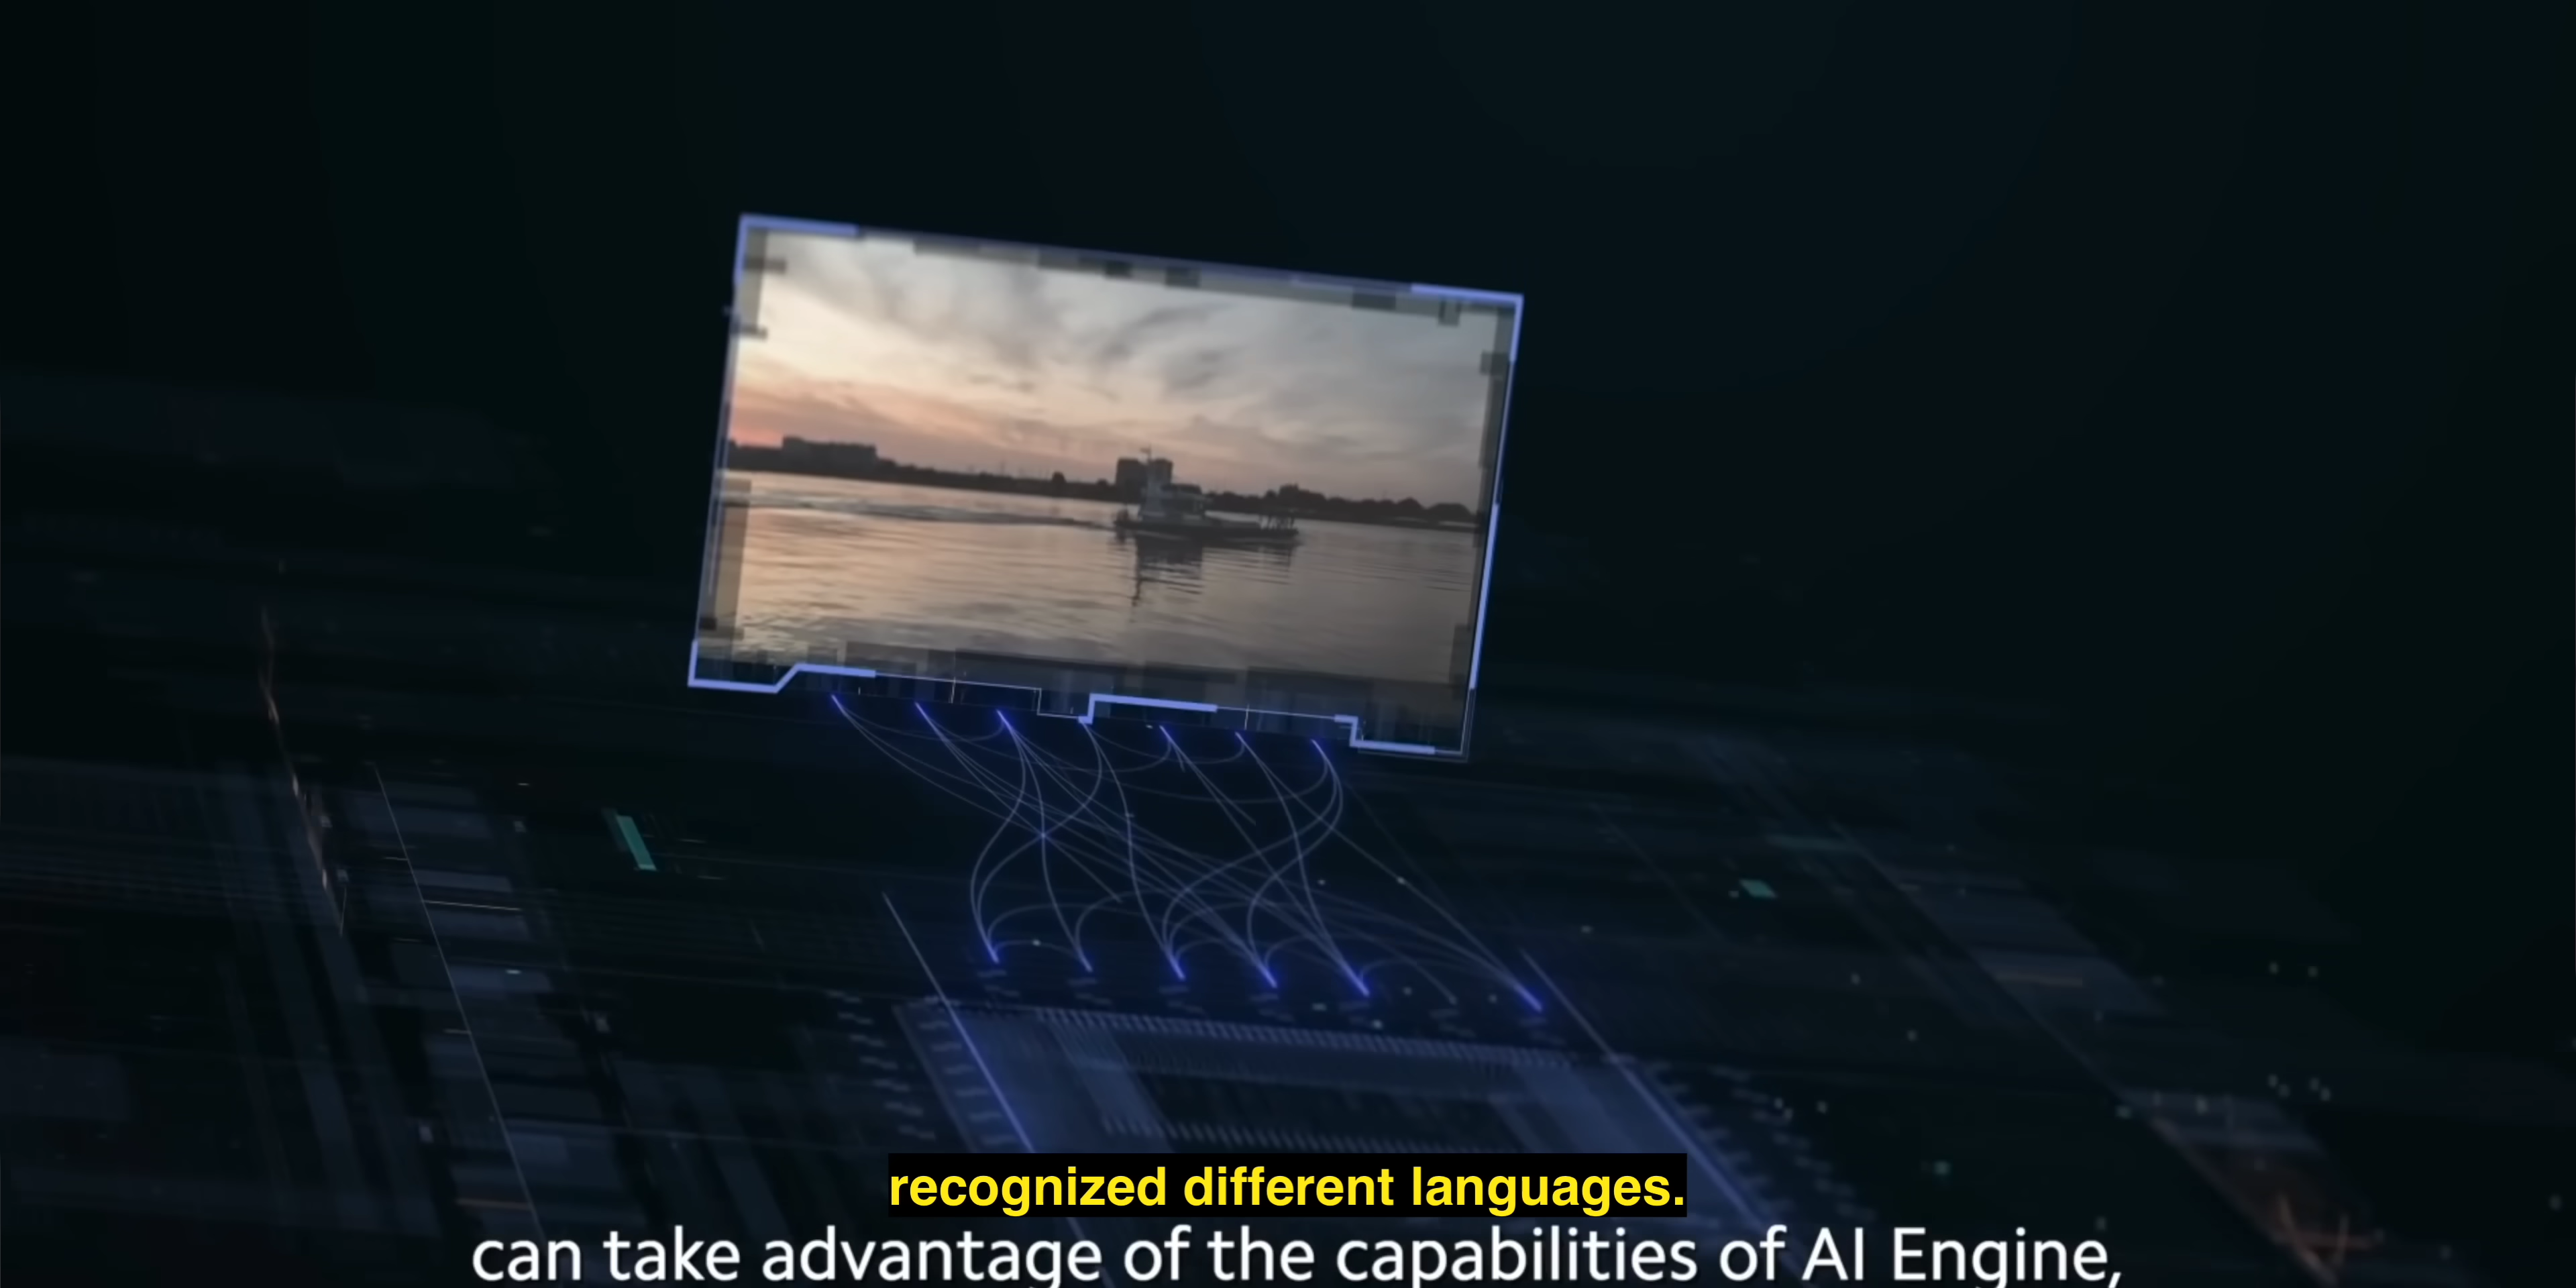 recognized different languages.
can take advantage of the capabilities of AI Engine,